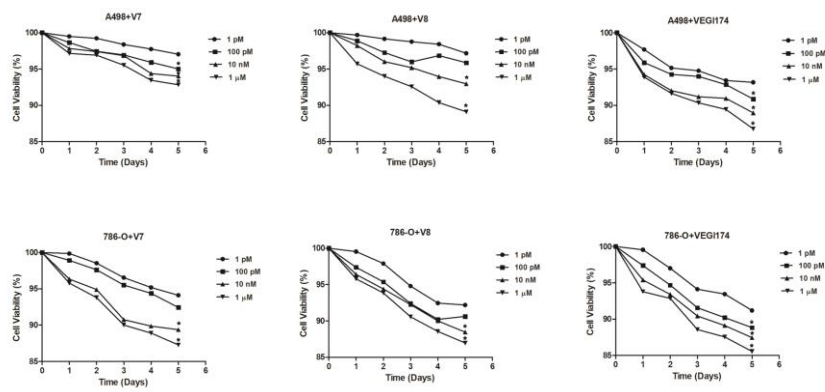 A498+V7
100
95
90
85
Cell Viability (%)
0 1 2 3 4 5 6
Time (Days)
1 pM
100 pM
10 nM
1 µM
*
*
*
A498+V8
100
95
90
85
Cell Viability (%)
0 1 2 3 4 5 6
Time (Days)
1 pM
100 pM
10 nM
1 µM
*
*
A498+VEGI174
100
95
90
85
Cell Viability (%)
0 1 2 3 4 5 6
Time (Days)
1 pM
100 pM
10 nM
1 µM
*
*
*
786-O+V7
100
95
90
85
Cell Viability (%)
0 1 2 3 4 5 6
Time (Days)
1 pM
100 pM
10 nM
1 µM
*
*
786-O+V8
100
95
90
85
Cell Viability (%)
0 1 2 3 4 5 6
Time (Days)
1 pM
100 pM
10 nM
1 µM
*
*
786-O+VEGI174
100
95
90
85
Cell Viability (%)
0 1 2 3 4 5 6
Time (Days)
1 pM
100 pM
10 nM
1 µM
*
*
*